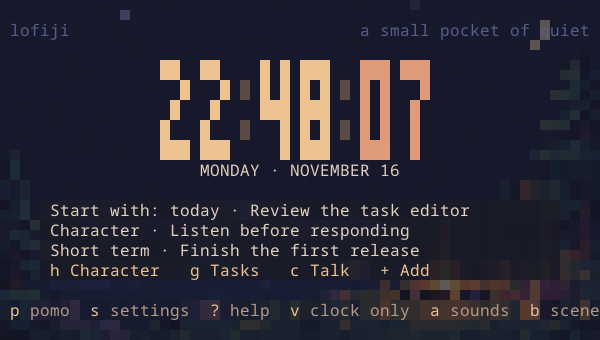 lofiji
a small pocket of quiet
22:48:07
MONDAY · NOVEMBER 16
Start with: today · Review the task editor
Character · Listen before responding
Short term · Finish the first release
h Character g Tasks c Talk + Add
p pomo s settings ? help v clock only a sounds b scene